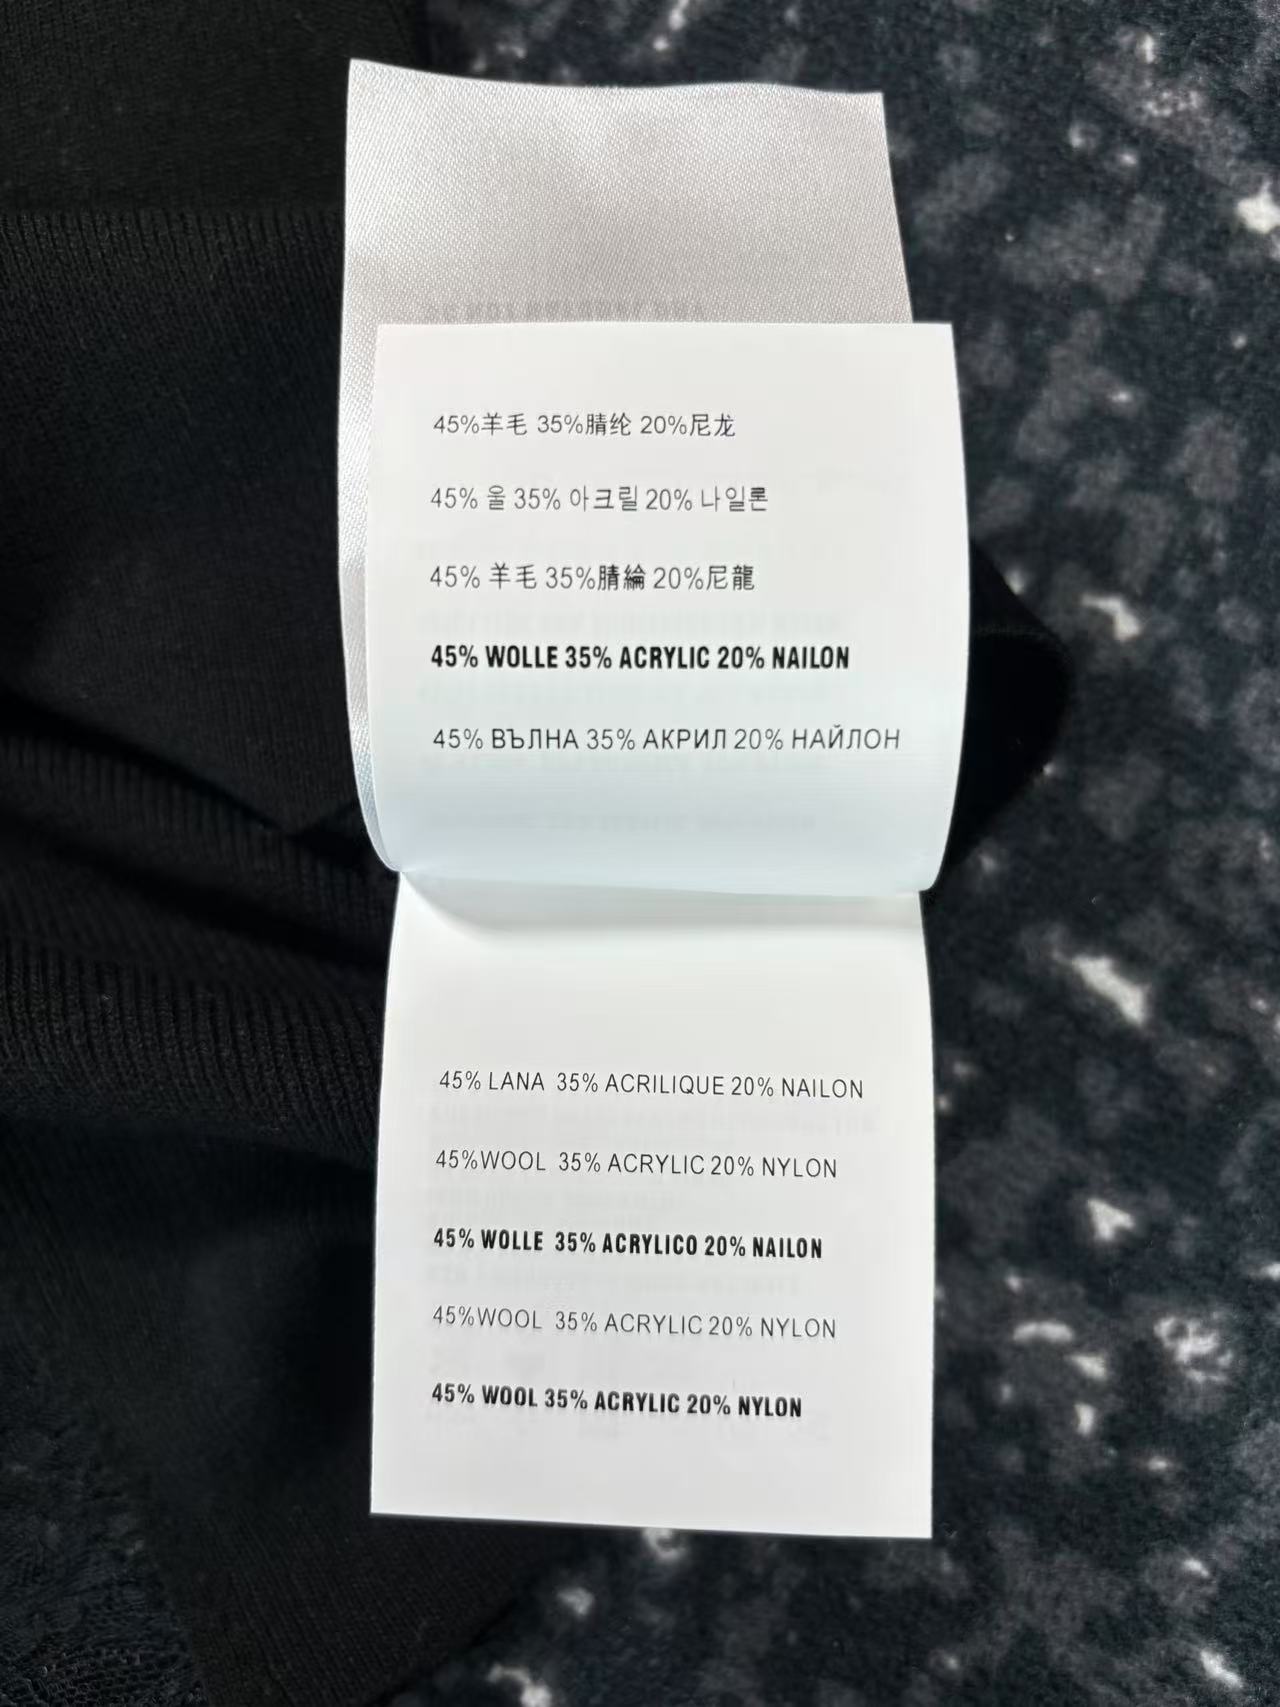 45%羊毛 35%腈纶 20%尼龙
45% 울 35% 아크릴 20% 나일론
45% 羊毛 35%腈綸 20%尼龍
45% WOLLE 35% ACRYLIC 20% NAILON
45% ВЪЛНА 35% АКРИЛ 20% НАЙЛОН
45% LANA 35% ACRILIQUE 20% NAILON
45%WOOL 35% ACRYLIC 20% NYLON
45% WOLLE 35% ACRYLICO 20% NAILON
45%WOOL 35% ACRYLIC 20% NYLON
45% WOOL 35% ACRYLIC 20% NYLON